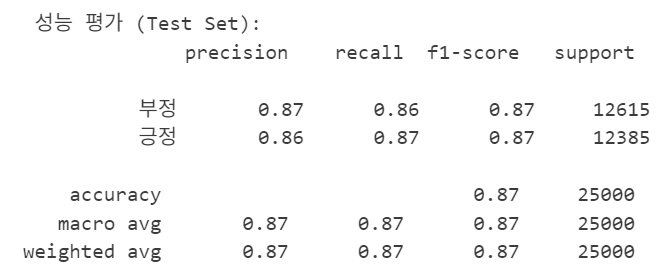 성능 평가 (Test Set):
precision recall f1-score support
부정 0.87 0.86 0.87 12615
긍정 0.86 0.87 0.87 12385
accuracy 0.87 25000
macro avg 0.87 0.87 0.87 25000
weighted avg 0.87 0.87 0.87 25000